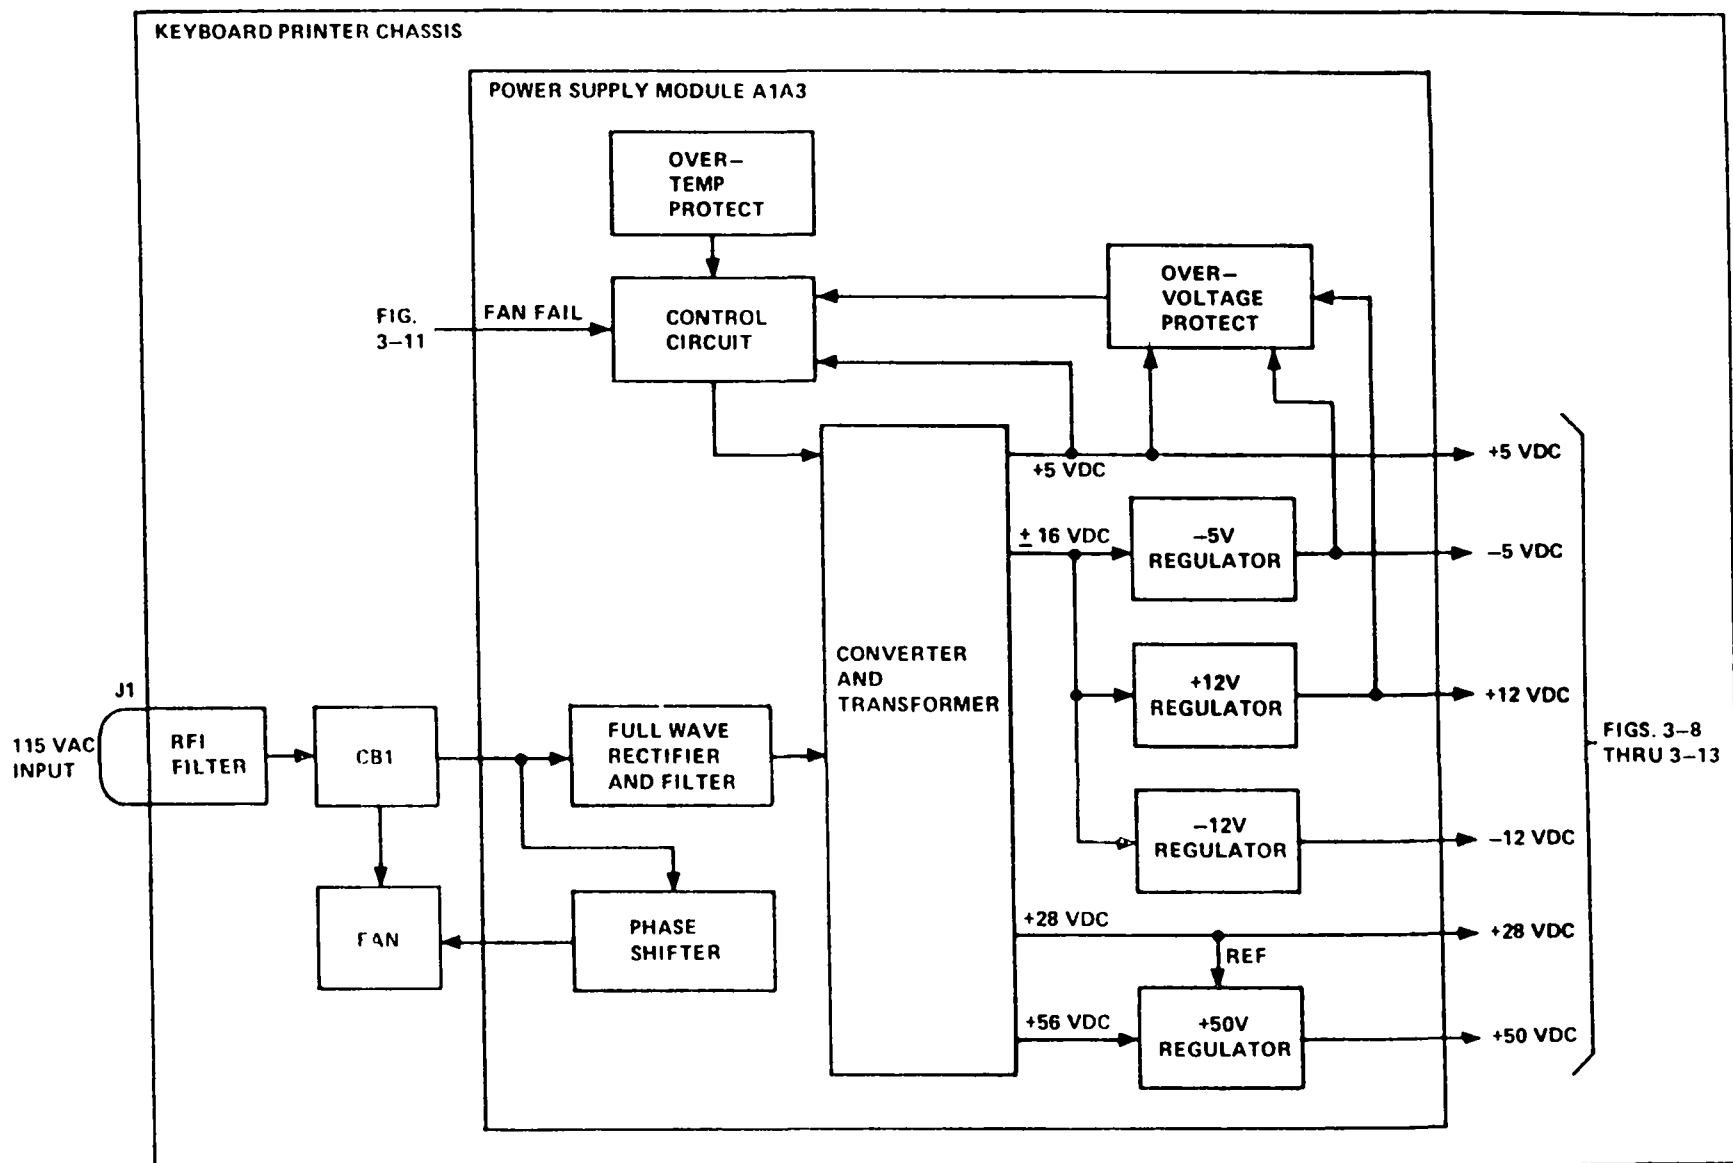 KEYBOARD PRINTER CHASSIS
POWER SUPPLY MODULE A1A3
OVER–
TEMP
PROTECT
FIG.
3–11
FAN FAIL
CONTROL
CIRCUIT
OVER–
VOLTAGE
PROTECT
+5 VDC
+5 VDC
± 16 VDC
–5V
REGULATOR
–5 VDC
CONVERTER
AND
TRANSFORMER
+12V
REGULATOR
+12 VDC
J1
115 VAC
INPUT
RFI
FILTER
CB1
FULL WAVE
RECTIFIER
AND FILTER
FIGS. 3–8
THRU 3–13
–12V
REGULATOR
–12 VDC
FAN
PHASE
SHIFTER
+28 VDC
REF
+28 VDC
+56 VDC
+50V
REGULATOR
+50 VDC